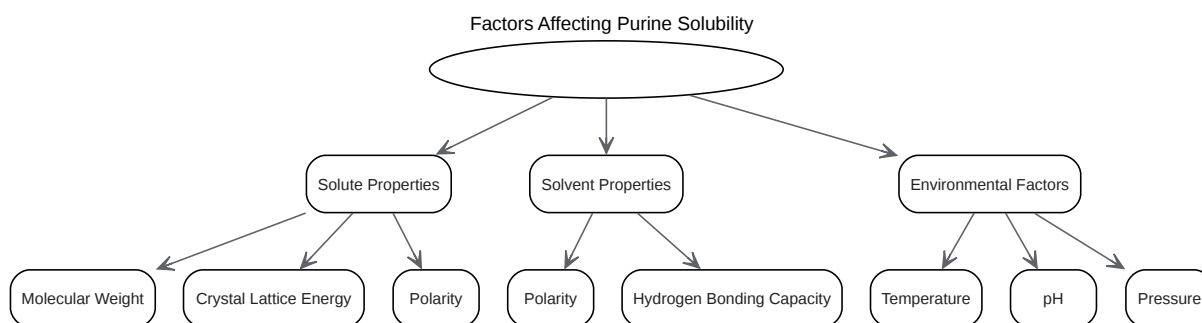 Factors Affecting Purine Solubility
Solute Properties
Solvent Properties
Environmental Factors
Molecular Weight
Crystal Lattice Energy
Polarity
Polarity
Hydrogen Bonding Capacity
Temperature
pH
Pressure